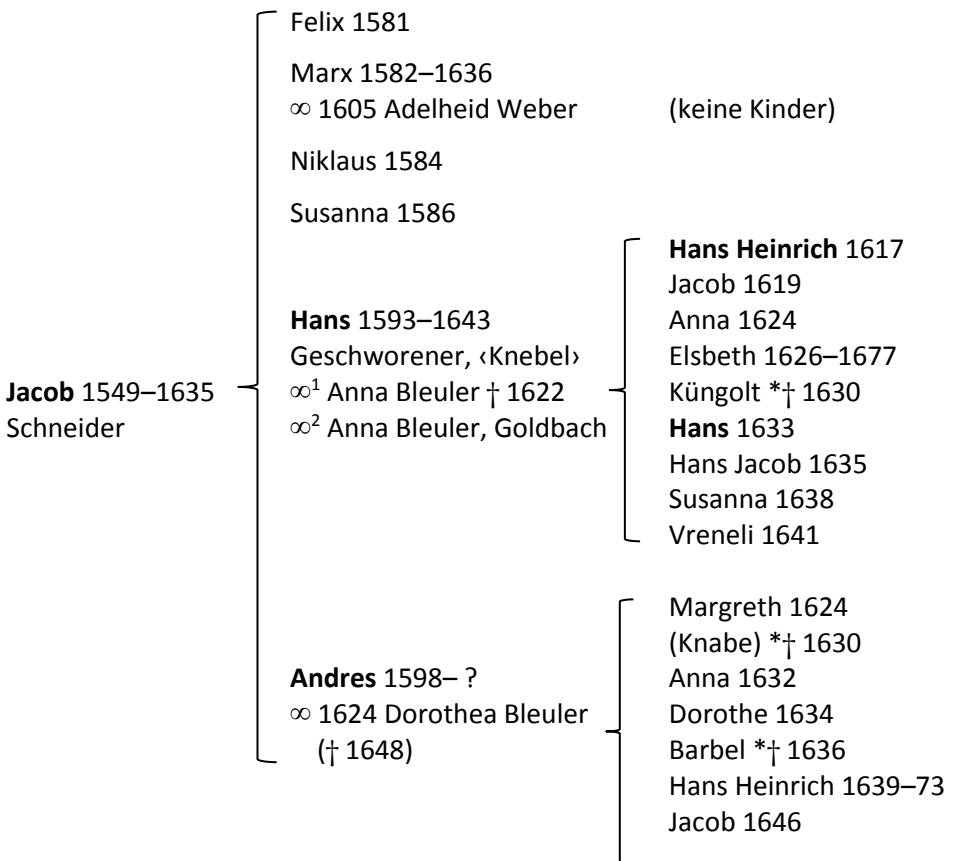 Felix 1581
Marx 1582–1636
∞ 1605 Adelheid Weber
(keine Kinder)
Niklaus 1584
Susanna 1586
Hans 1593–1643
Geschworener, ‹Knebel›
∞¹ Anna Bleuler † 1622
∞² Anna Bleuler, Goldbach
Hans Heinrich 1617
Jacob 1619
Anna 1624
Elsbeth 1626–1677
Küngolt *† 1630
Hans 1633
Hans Jacob 1635
Susanna 1638
Vreneli 1641
Jacob 1549–1635
Schneider
Andres 1598– ?
∞ 1624 Dorothea Bleuler
(† 1648)
Margreth 1624
(Knabe) *† 1630
Anna 1632
Dorothe 1634
Barbel *† 1636
Hans Heinrich 1639–73
Jacob 1646